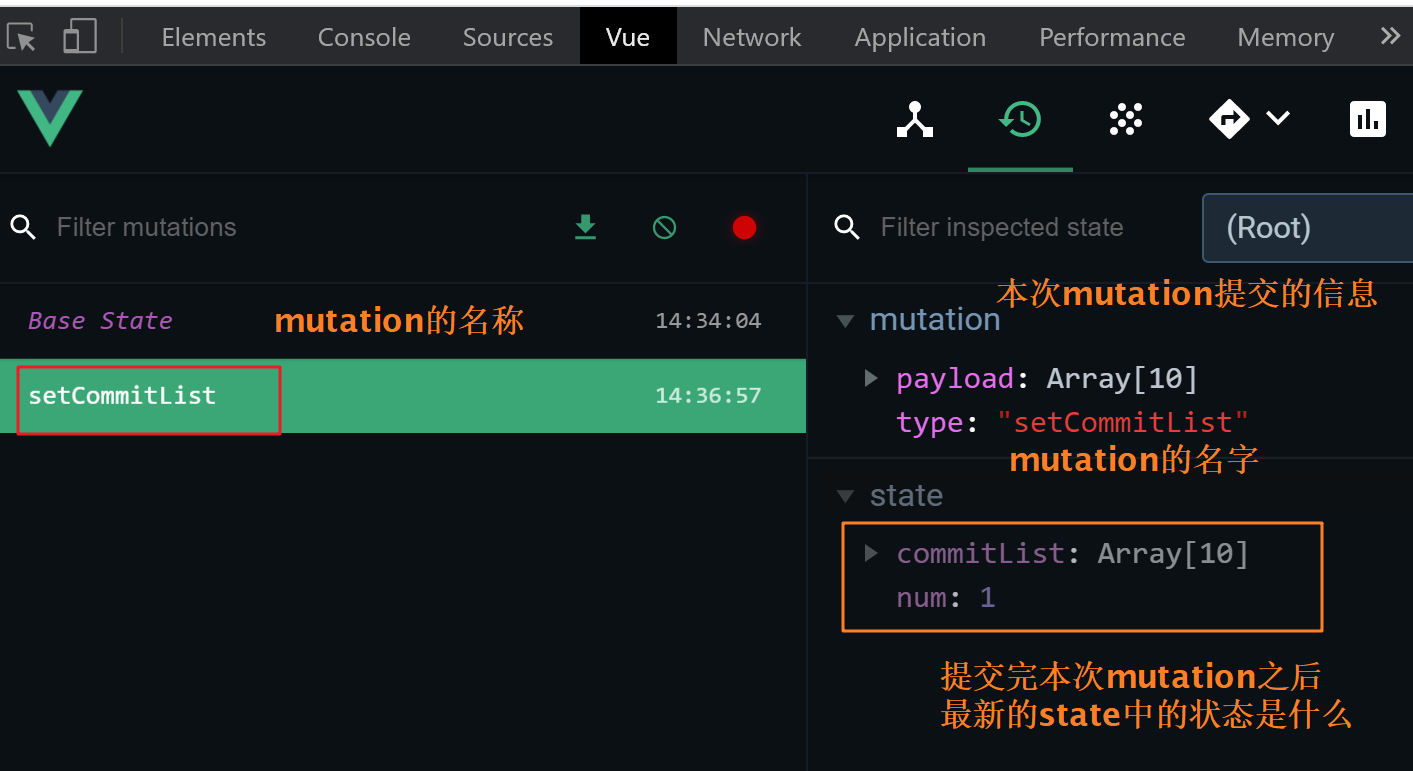 Elements Console Sources Vue Network Application Performance Memory
Filter mutations
Filter inspected state
(Root)
Base State
mutation的名称
14:34:04
setCommitList
14:36:57
本次mutation提交的信息
mutation
payload: Array[10]
type: "setCommitList"
mutation的名字
state
commitList: Array[10]
num: 1
提交完本次mutation之后
最新的state中的状态是什么